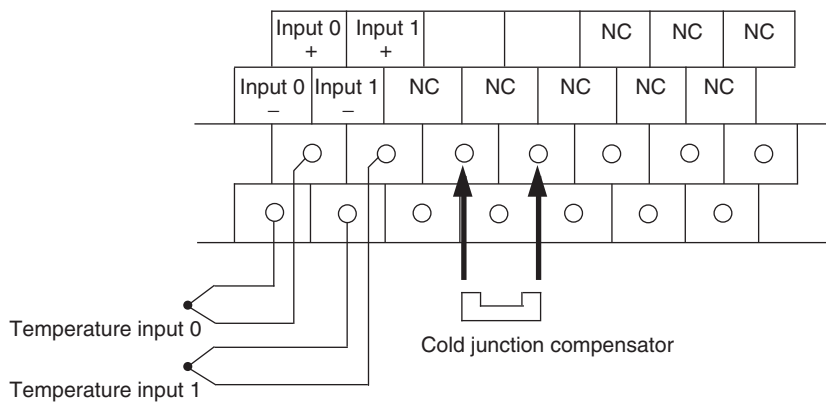 Input 0 Input 1 NC NC NC
+ +
Input 0 Input 1 NC NC NC NC NC
– –
Temperature input 0
Cold junction compensator
Temperature input 1